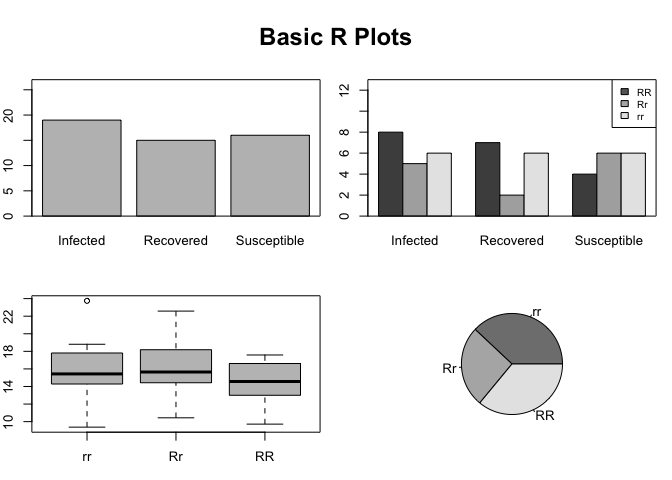 Basic R Plots
0 5 10 20
Infected Recovered Susceptible
0 2 4 6 8 12
RR
Rr
rr
Infected Recovered Susceptible
10 14 18 22
rr Rr RR
rr
Rr
RR